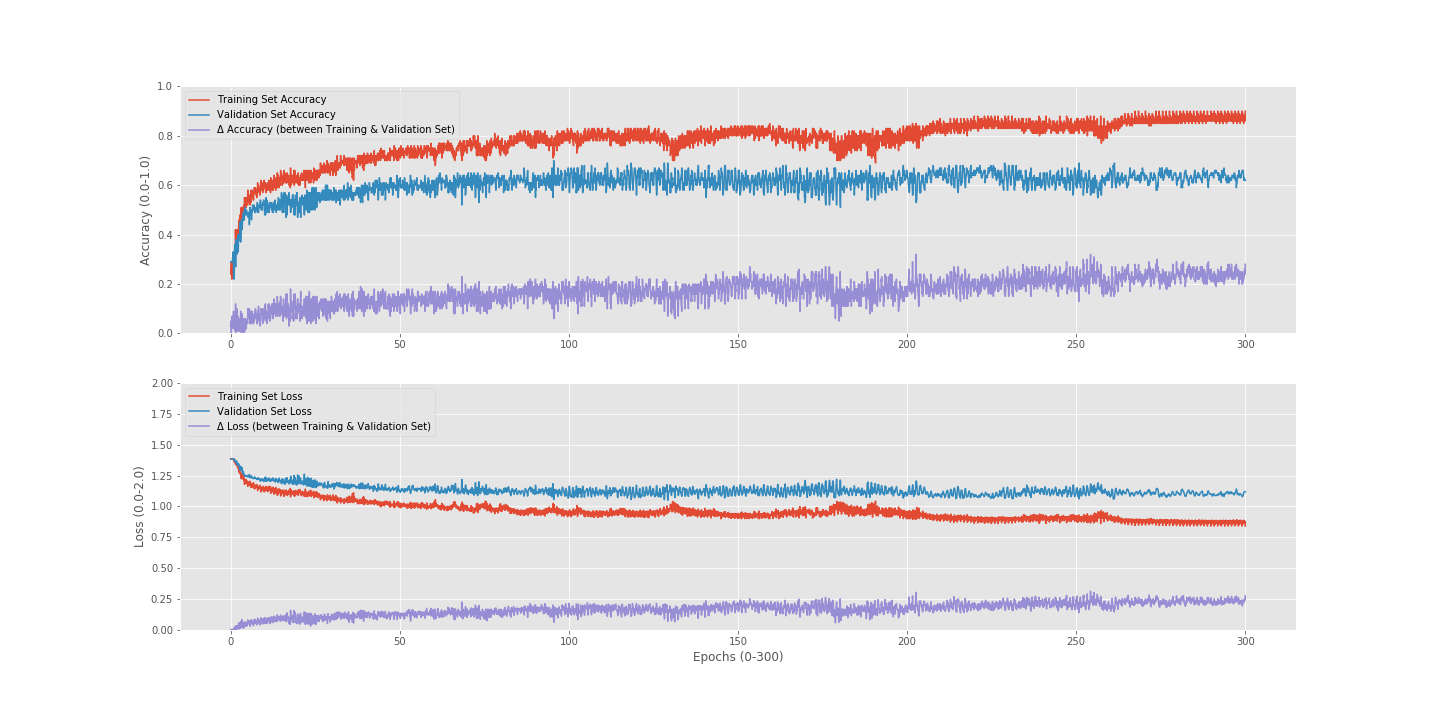 1.0
0.8
0.6
0.4
0.2
0.0
Accuracy (0.0-1.0)
Training Set Accuracy
Validation Set Accuracy
Δ Accuracy (between Training & Validation Set)
0 50 100 150 200 250 300
2.00
1.75
1.50
1.25
1.00
0.75
0.50
0.25
0.00
Loss (0.0-2.0)
Training Set Loss
Validation Set Loss
Δ Loss (between Training & Validation Set)
0 50 100 150 200 250 300
Epochs (0-300)